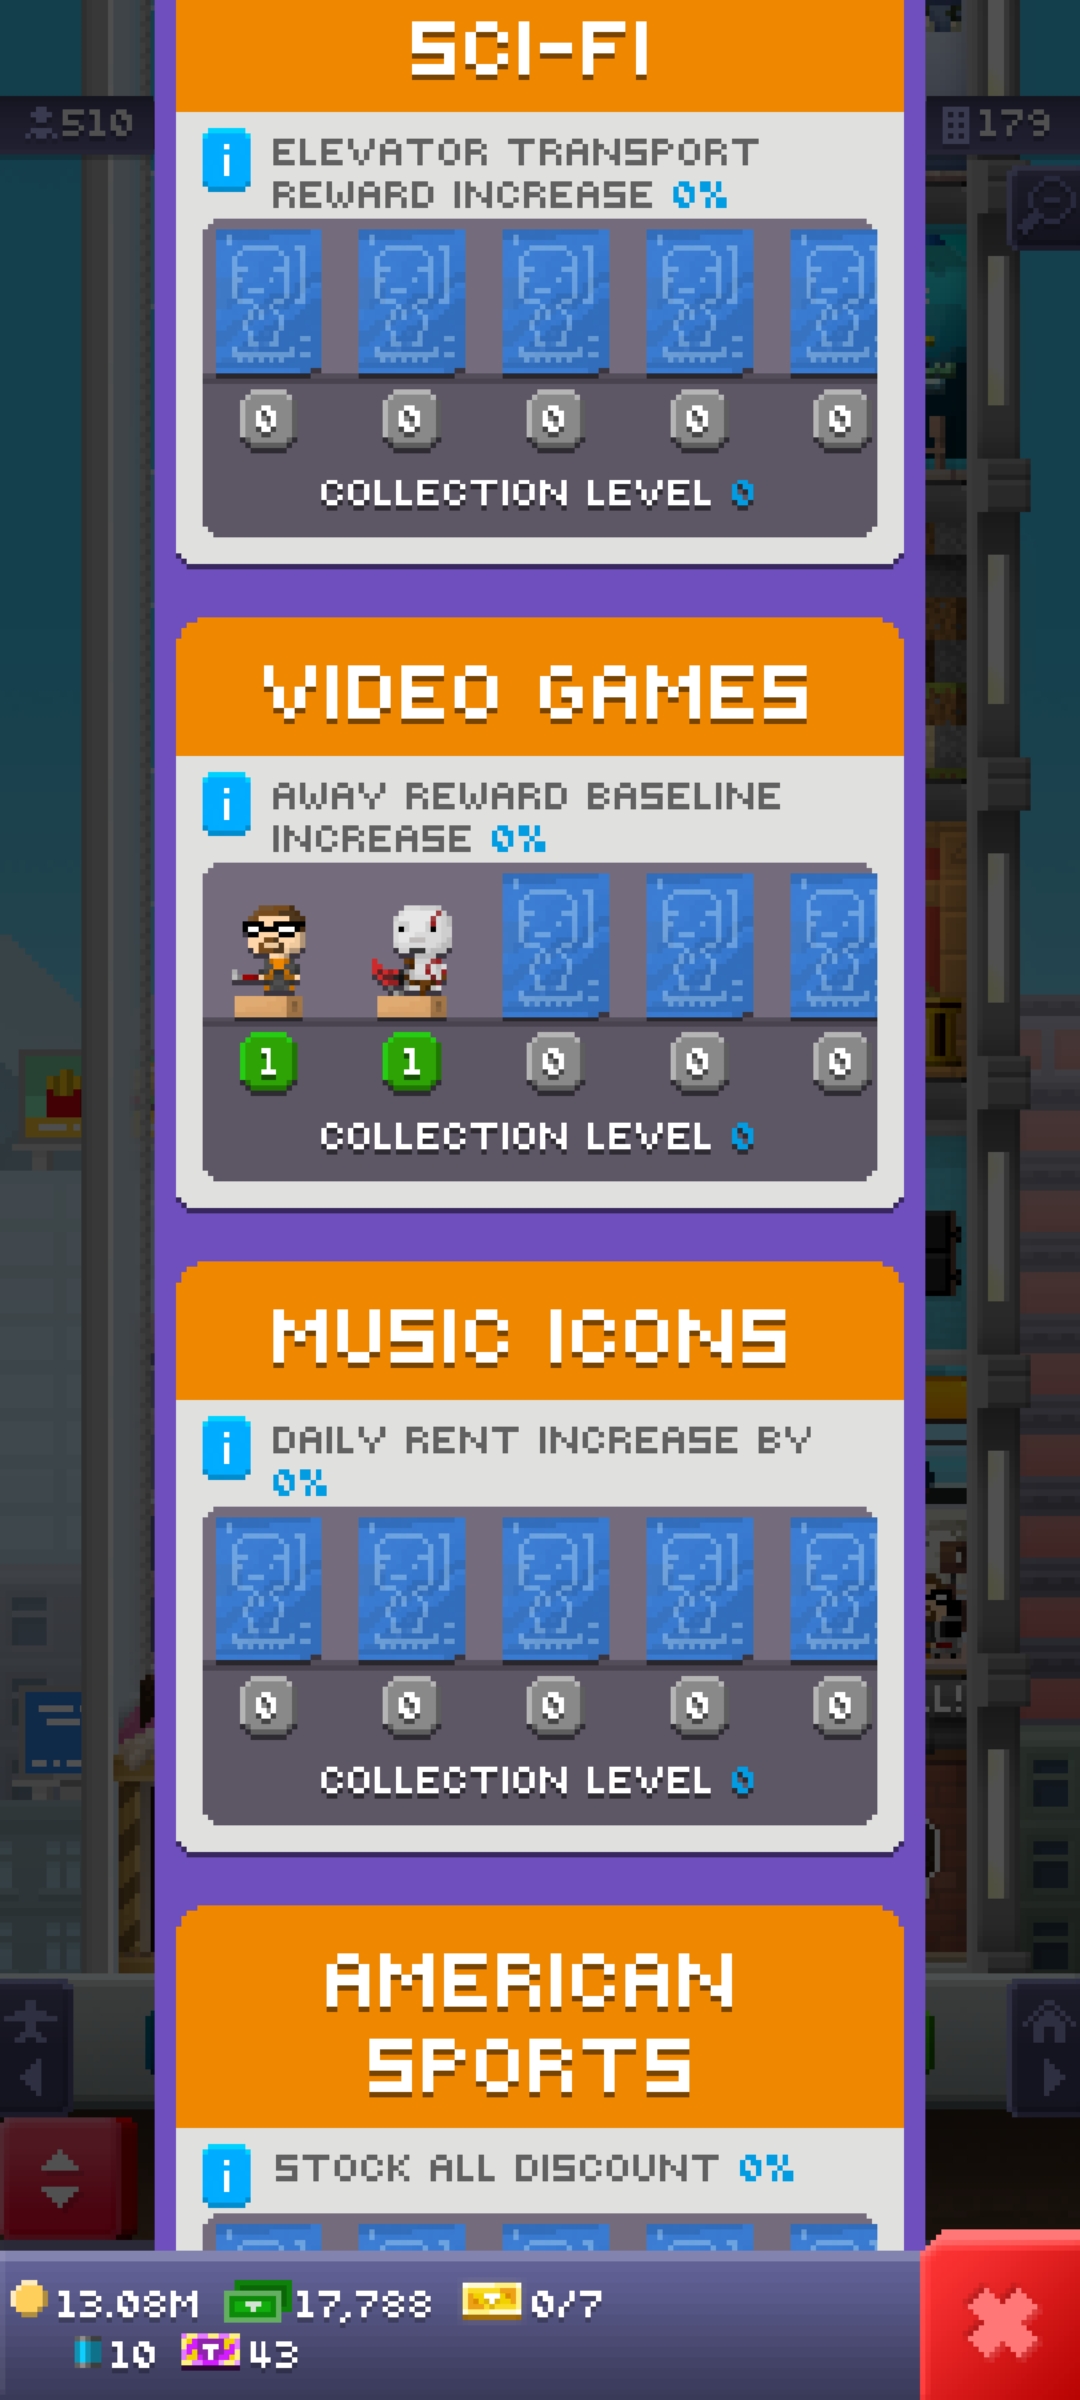 SCI-FI
510
179
ELEVATOR TRANSPORT
REWARD INCREASE 0%
0 0 0 0 0
COLLECTION LEVEL 0
VIDEO GAMES
AWAY REWARD BASELINE
INCREASE 0%
1 1 0 0 0
COLLECTION LEVEL 0
MUSIC ICONS
DAILY RENT INCREASE BY
0%
0 0 0 0 0
COLLECTION LEVEL 0
AMERICAN
SPORTS
STOCK ALL DISCOUNT 0%
13.08M 17,788 0/7
10 43